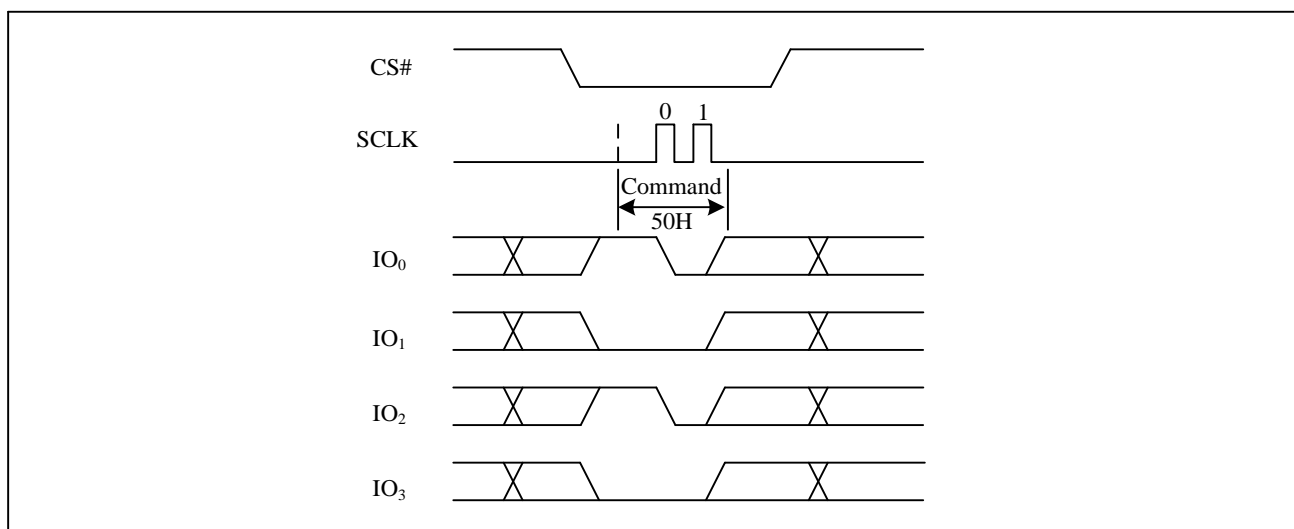 CS#
0 1
SCLK
Command
50H
IO0
IO1
IO2
IO3